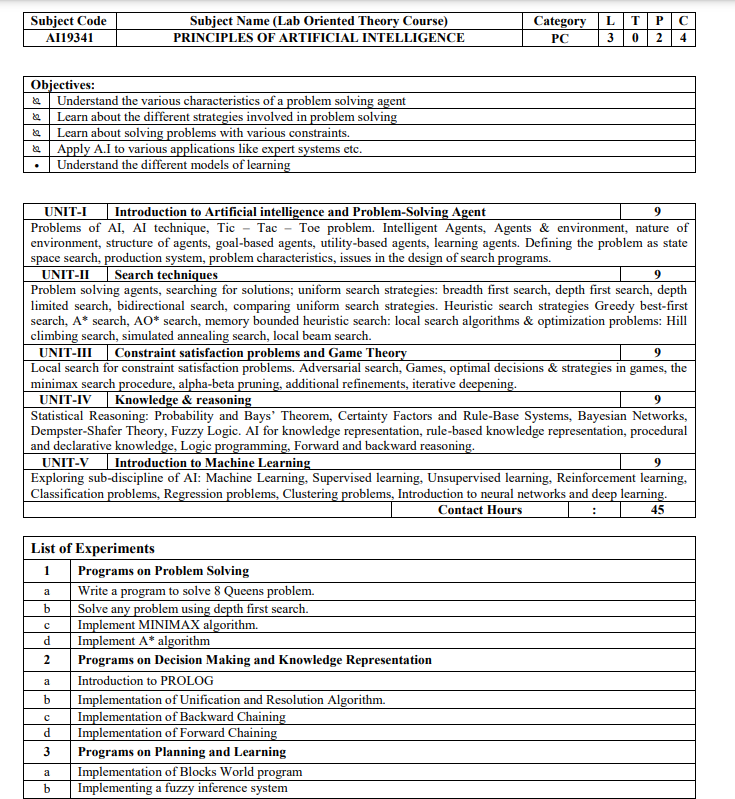 Subject Code Subject Name (Lab Oriented Theory Course) Category L T P C
AI19341 PRINCIPLES OF ARTIFICIAL INTELLIGENCE PC 3 0 2 4
Objectives:
Understand the various characteristics of a problem solving agent
Learn about the different strategies involved in problem solving
Learn about solving problems with various constraints.
Apply A.I to various applications like expert systems etc.
• Understand the different models of learning
UNIT-I Introduction to Artificial intelligence and Problem-Solving Agent 9
Problems of AI, AI technique, Tic – Tac – Toe problem. Intelligent Agents, Agents & environment, nature of
environment, structure of agents, goal-based agents, utility-based agents, learning agents. Defining the problem as state
space search, production system, problem characteristics, issues in the design of search programs.
UNIT-II Search techniques 9
Problem solving agents, searching for solutions; uniform search strategies: breadth first search, depth first search, depth
limited search, bidirectional search, comparing uniform search strategies. Heuristic search strategies Greedy best-first
search, A* search, AO* search, memory bounded heuristic search: local search algorithms & optimization problems: Hill
climbing search, simulated annealing search, local beam search.
UNIT-III Constraint satisfaction problems and Game Theory 9
Local search for constraint satisfaction problems. Adversarial search, Games, optimal decisions & strategies in games, the
minimax search procedure, alpha-beta pruning, additional refinements, iterative deepening.
UNIT-IV Knowledge & reasoning 9
Statistical Reasoning: Probability and Bays' Theorem, Certainty Factors and Rule-Base Systems, Bayesian Networks,
Dempster-Shafer Theory, Fuzzy Logic. AI for knowledge representation, rule-based knowledge representation, procedural
and declarative knowledge, Logic programming, Forward and backward reasoning.
UNIT-V Introduction to Machine Learning 9
Exploring sub-discipline of AI: Machine Learning, Supervised learning, Unsupervised learning, Reinforcement learning,
Classification problems, Regression problems, Clustering problems, Introduction to neural networks and deep learning.
Contact Hours : 45
List of Experiments
1 Programs on Problem Solving
a Write a program to solve 8 Queens problem.
b Solve any problem using depth first search.
c Implement MINIMAX algorithm.
d Implement A* algorithm
2 Programs on Decision Making and Knowledge Representation
a Introduction to PROLOG
b Implementation of Unification and Resolution Algorithm.
c Implementation of Backward Chaining
d Implementation of Forward Chaining
3 Programs on Planning and Learning
a Implementation of Blocks World program
b Implementing a fuzzy inference system